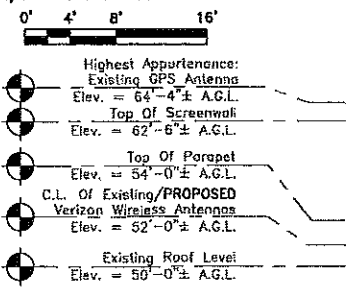 0' 4' 8' 16'
Highest Appurtenance:
Existing GPS Antenna
Elev. = 64'-4"± A.G.L.
Top Of Screenwall
Elev. = 62'-6"± A.G.L.
Top Of Parapet
Elev. = 54'-0"± A.G.L.
C.L. Of Existing/PROPOSED
Verizon Wireless Antennas
Elev. = 52'-0"± A.G.L.
Existing Roof Level
Elev. = 50'-0"± A.G.L.